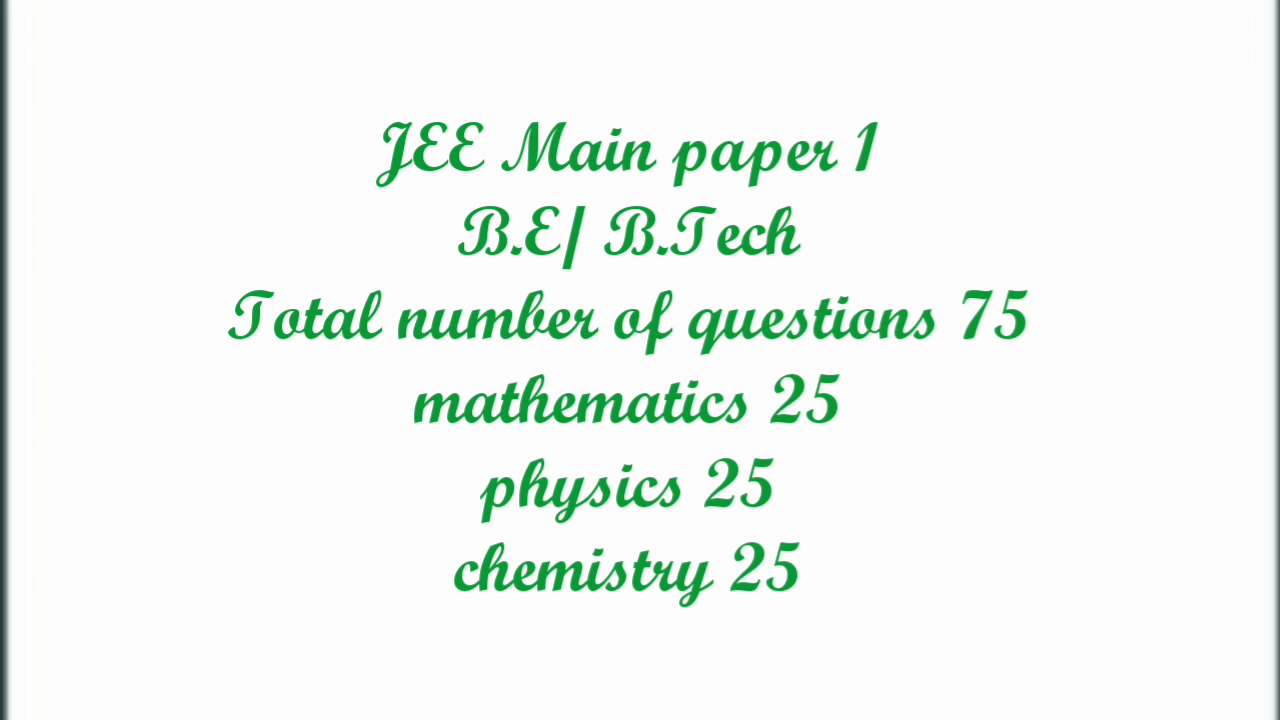 JEE Main paper 1
B.E/ B.Tech
Total number of questions 75
mathematics 25
physics 25
chemistry 25